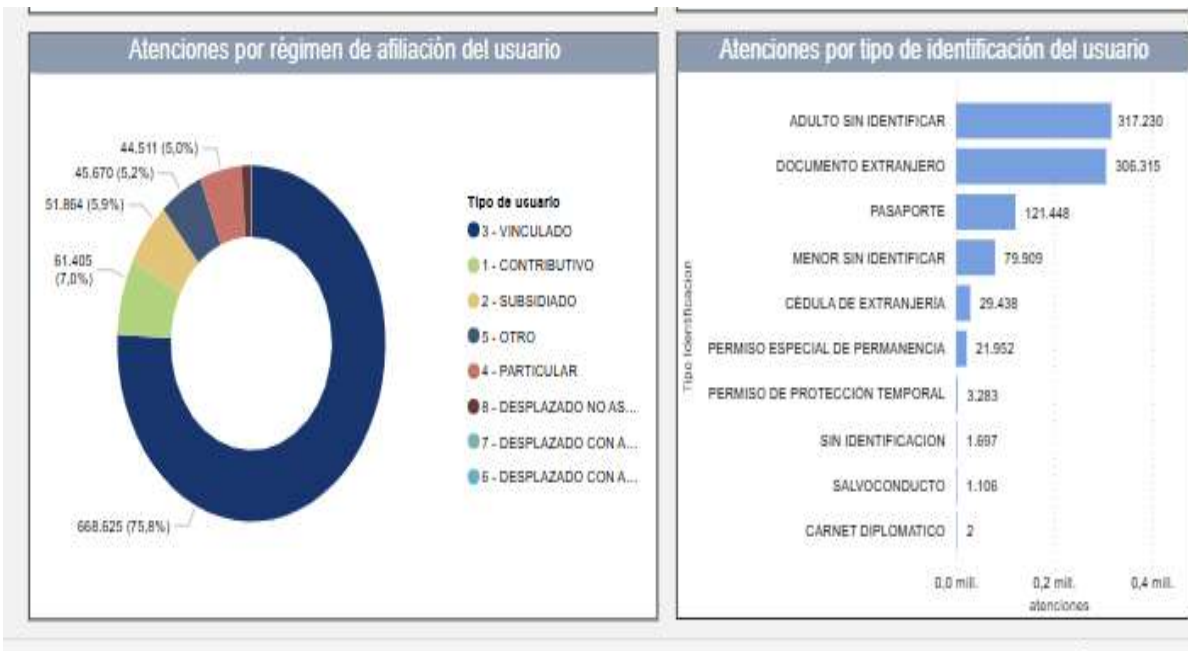 Atenciones por régimen de afiliación del usuario
44.511 (5,0%)
45.670 (5,2%)
51.864 (5,9%)
61.405
(7,0%)
668.625 (75,8%)
Tipo de usuario
3 - VINCULADO
1 - CONTRIBUTIVO
2 - SUBSIDIADO
5 - OTRO
4 - PARTICULAR
8 - DESPLAZADO NO AS...
7 - DESPLAZADO CON A...
6 - DESPLAZADO CON A...
Atenciones por tipo de identificación del usuario
Tipo Identificacion
ADULTO SIN IDENTIFICAR 317.230
DOCUMENTO EXTRANJERO 306.315
PASAPORTE 121.448
MENOR SIN IDENTIFICAR 79.909
CÉDULA DE EXTRANJERÍA 29.438
PERMISO ESPECIAL DE PERMANENCIA 21.952
PERMISO DE PROTECCIÓN TEMPORAL 3.283
SIN IDENTIFICACION 1.697
SALVOCONDUCTO 1.106
CARNET DIPLOMATICO 2
0,0 mill. 0,2 mill. 0,4 mill.
atenciones